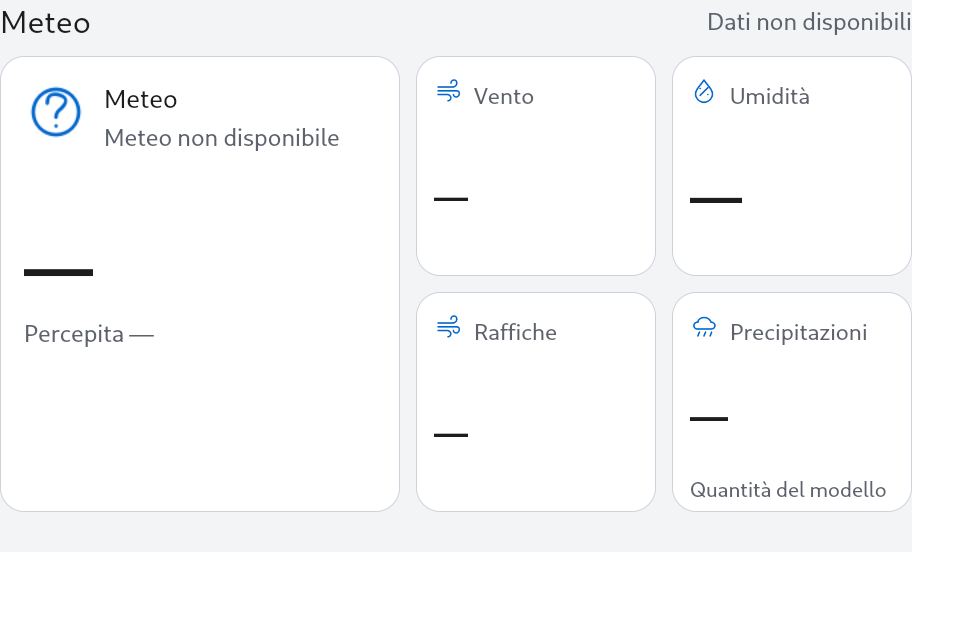 Meteo
Dati non disponibili
Meteo
Meteo non disponibile
—
Percepita —
Vento
—
Umidità
—
Raffiche
—
Precipitazioni
—
Quantità del modello